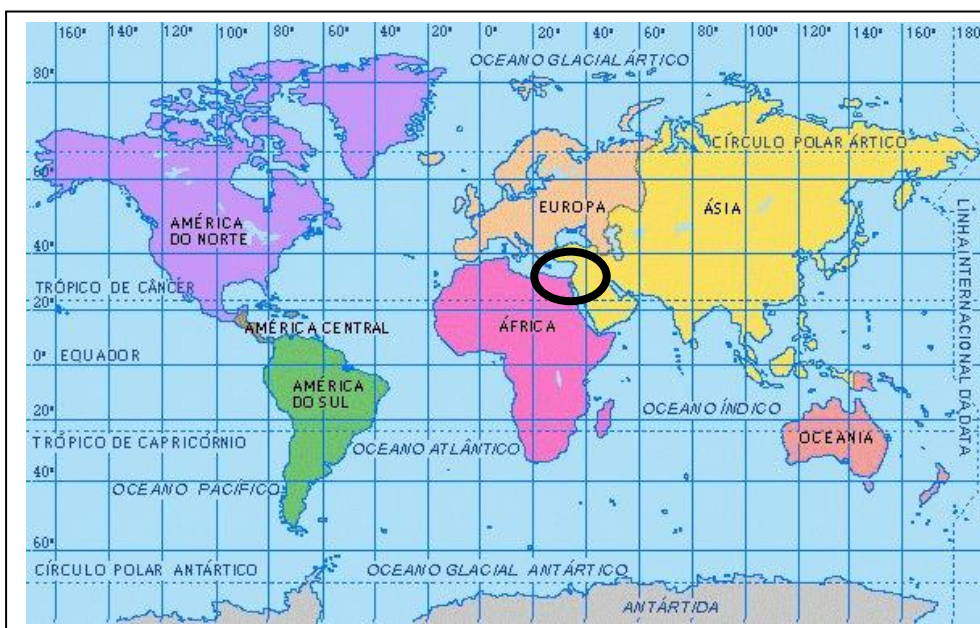 160° 140° 120° 100° 80° 60° 40° 20° 0° 20° 40° 60° 80° 100° 120° 140° 160° 180
OCEANO GLACIAL ÁRTICO
80°
CÍRCULO POLAR ÁRTICO
60°
EUROPA
ÁSIA
AMÉRICA
DO NORTE
40°
TRÓPICO DE CÂNCER
20°
AMÉRICA CENTRAL
ÁFRICA
LINHA INTERNACIONAL DA DATA
0° EQUADOR
AMÉRICA
DO SUL
OCEANO ÍNDICO
20°
TRÓPICO DE CAPRICÓRNIO
OCEANO ATLÂNTICO
OCEANIA
40°
OCEANO PACÍFICO
60°
CÍRCULO POLAR ANTÁRTICO
OCEANO GLACIAL ANTÁRTICO
ANTÁRTIDA